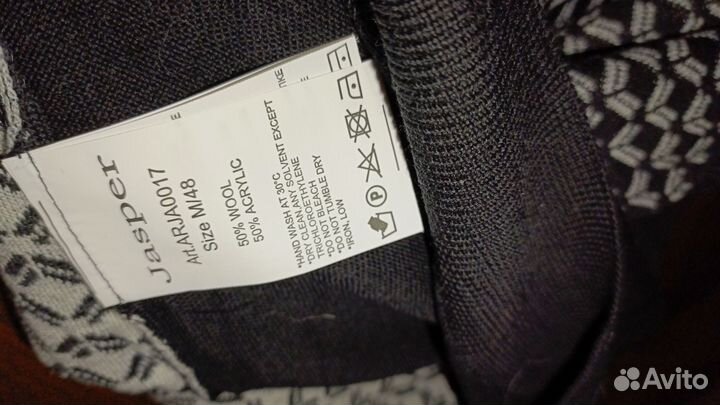 Jasper
Art.ARJA0017
Size M/48
50% WOOL
50% ACRYLIC
*HAND WASH AT 30°C
*DRY CLEAN,ANY SOLVENT EXCEPT
TRICHLOROETHYLENE
*DO NOT BLEACH
*DO NOT TUMBLE DRY
*IRON, LOW
P
Avito